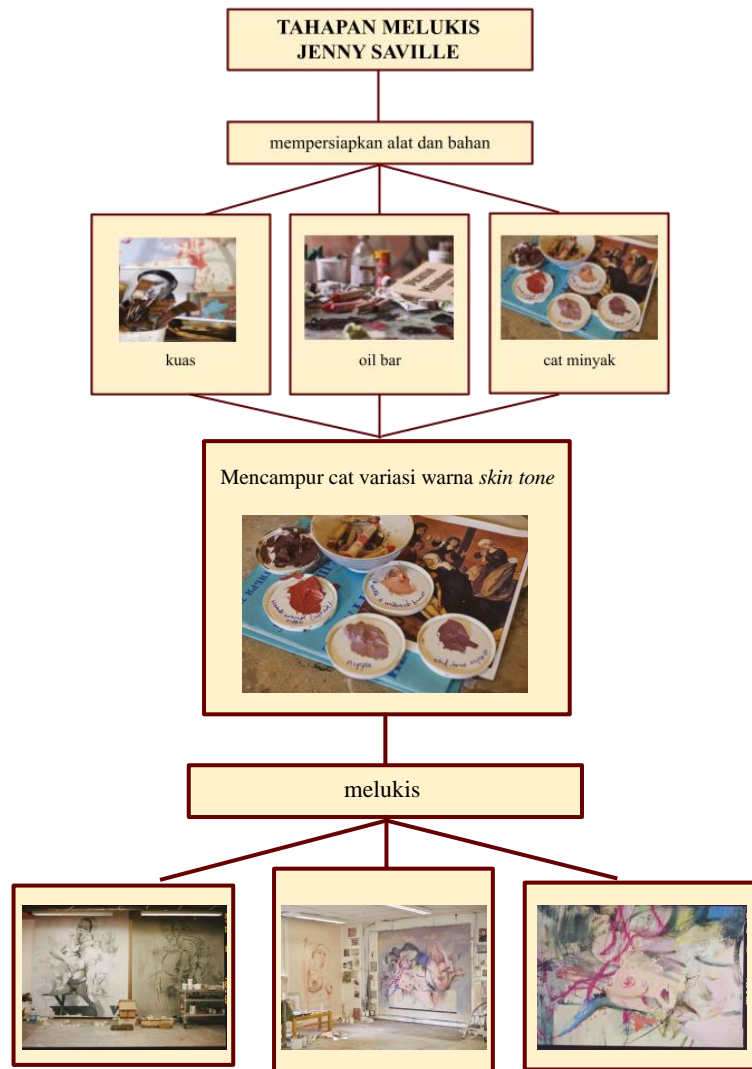 TAHAPAN MELUKIS
JENNY SAVILLE
mempersiapkan alat dan bahan
kuas
oil bar
cat minyak
Mencampur cat variasi warna skin tone
nipple
melukis